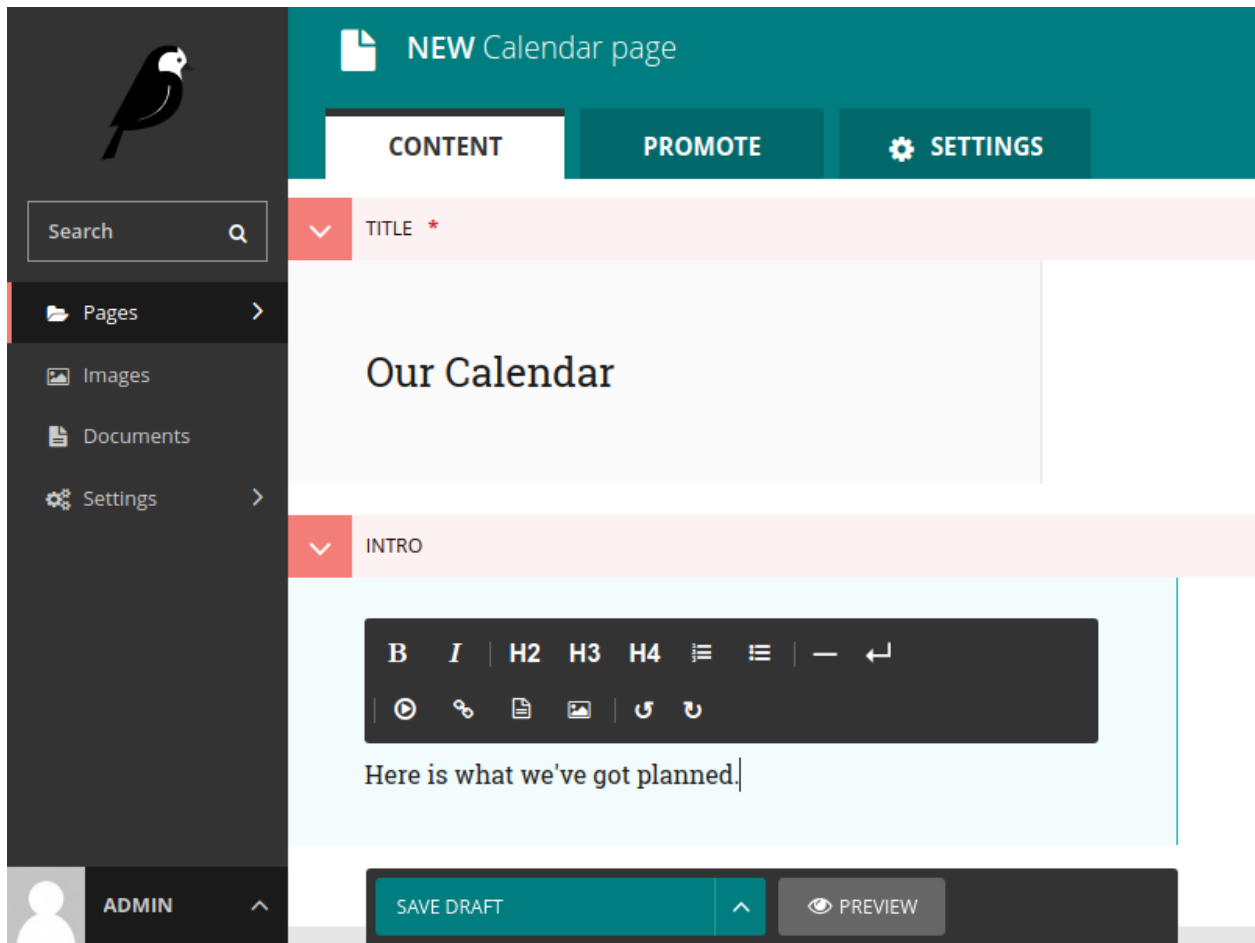 NEW Calendar page
CONTENT PROMOTE SETTINGS
Search
Pages
Images
Documents
Settings
TITLE *
Our Calendar
INTRO
B I H2 H3 H4
Here is what we've got planned.
ADMIN
SAVE DRAFT PREVIEW